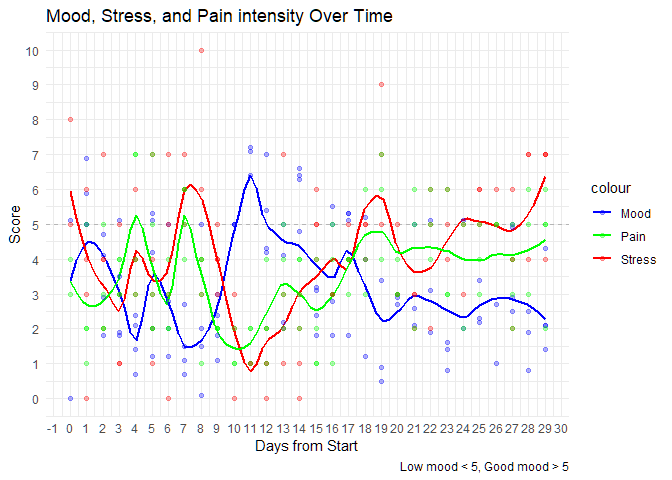 Mood, Stress, and Pain intensity Over Time
Score
10
9
8
7
6
5
4
3
2
1
0
-1 0 1 2 3 4 5 6 7 8 9 10 11 12 13 14 15 16 17 18 19 20 21 22 23 24 25 26 27 28 29 30
Days from Start
colour
Mood
Pain
Stress
Low mood < 5, Good mood > 5